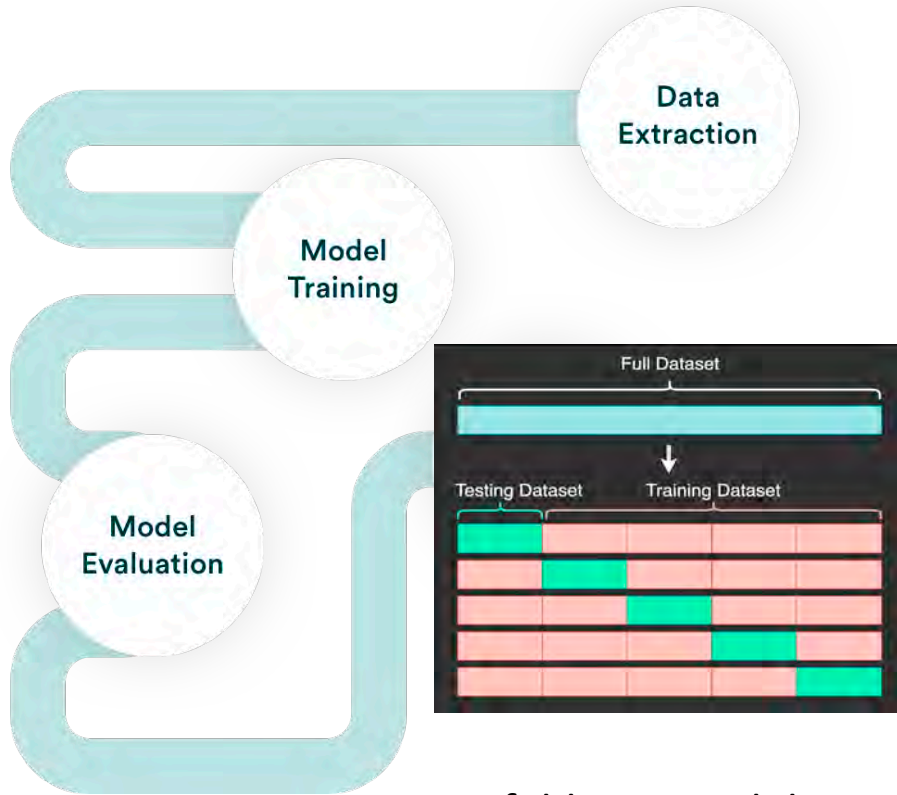 Data
Extraction
Model
Training
Full Dataset
Testing Dataset Training Dataset
Model
Evaluation